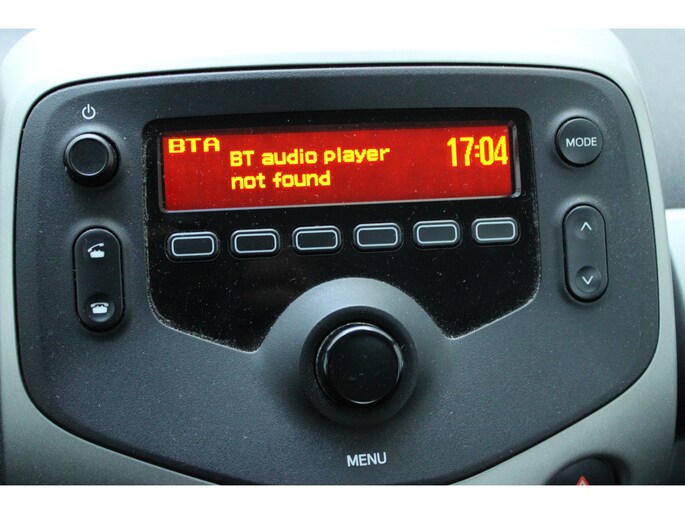 BTA
BT audio player
not found
17:04
MODE
MENU